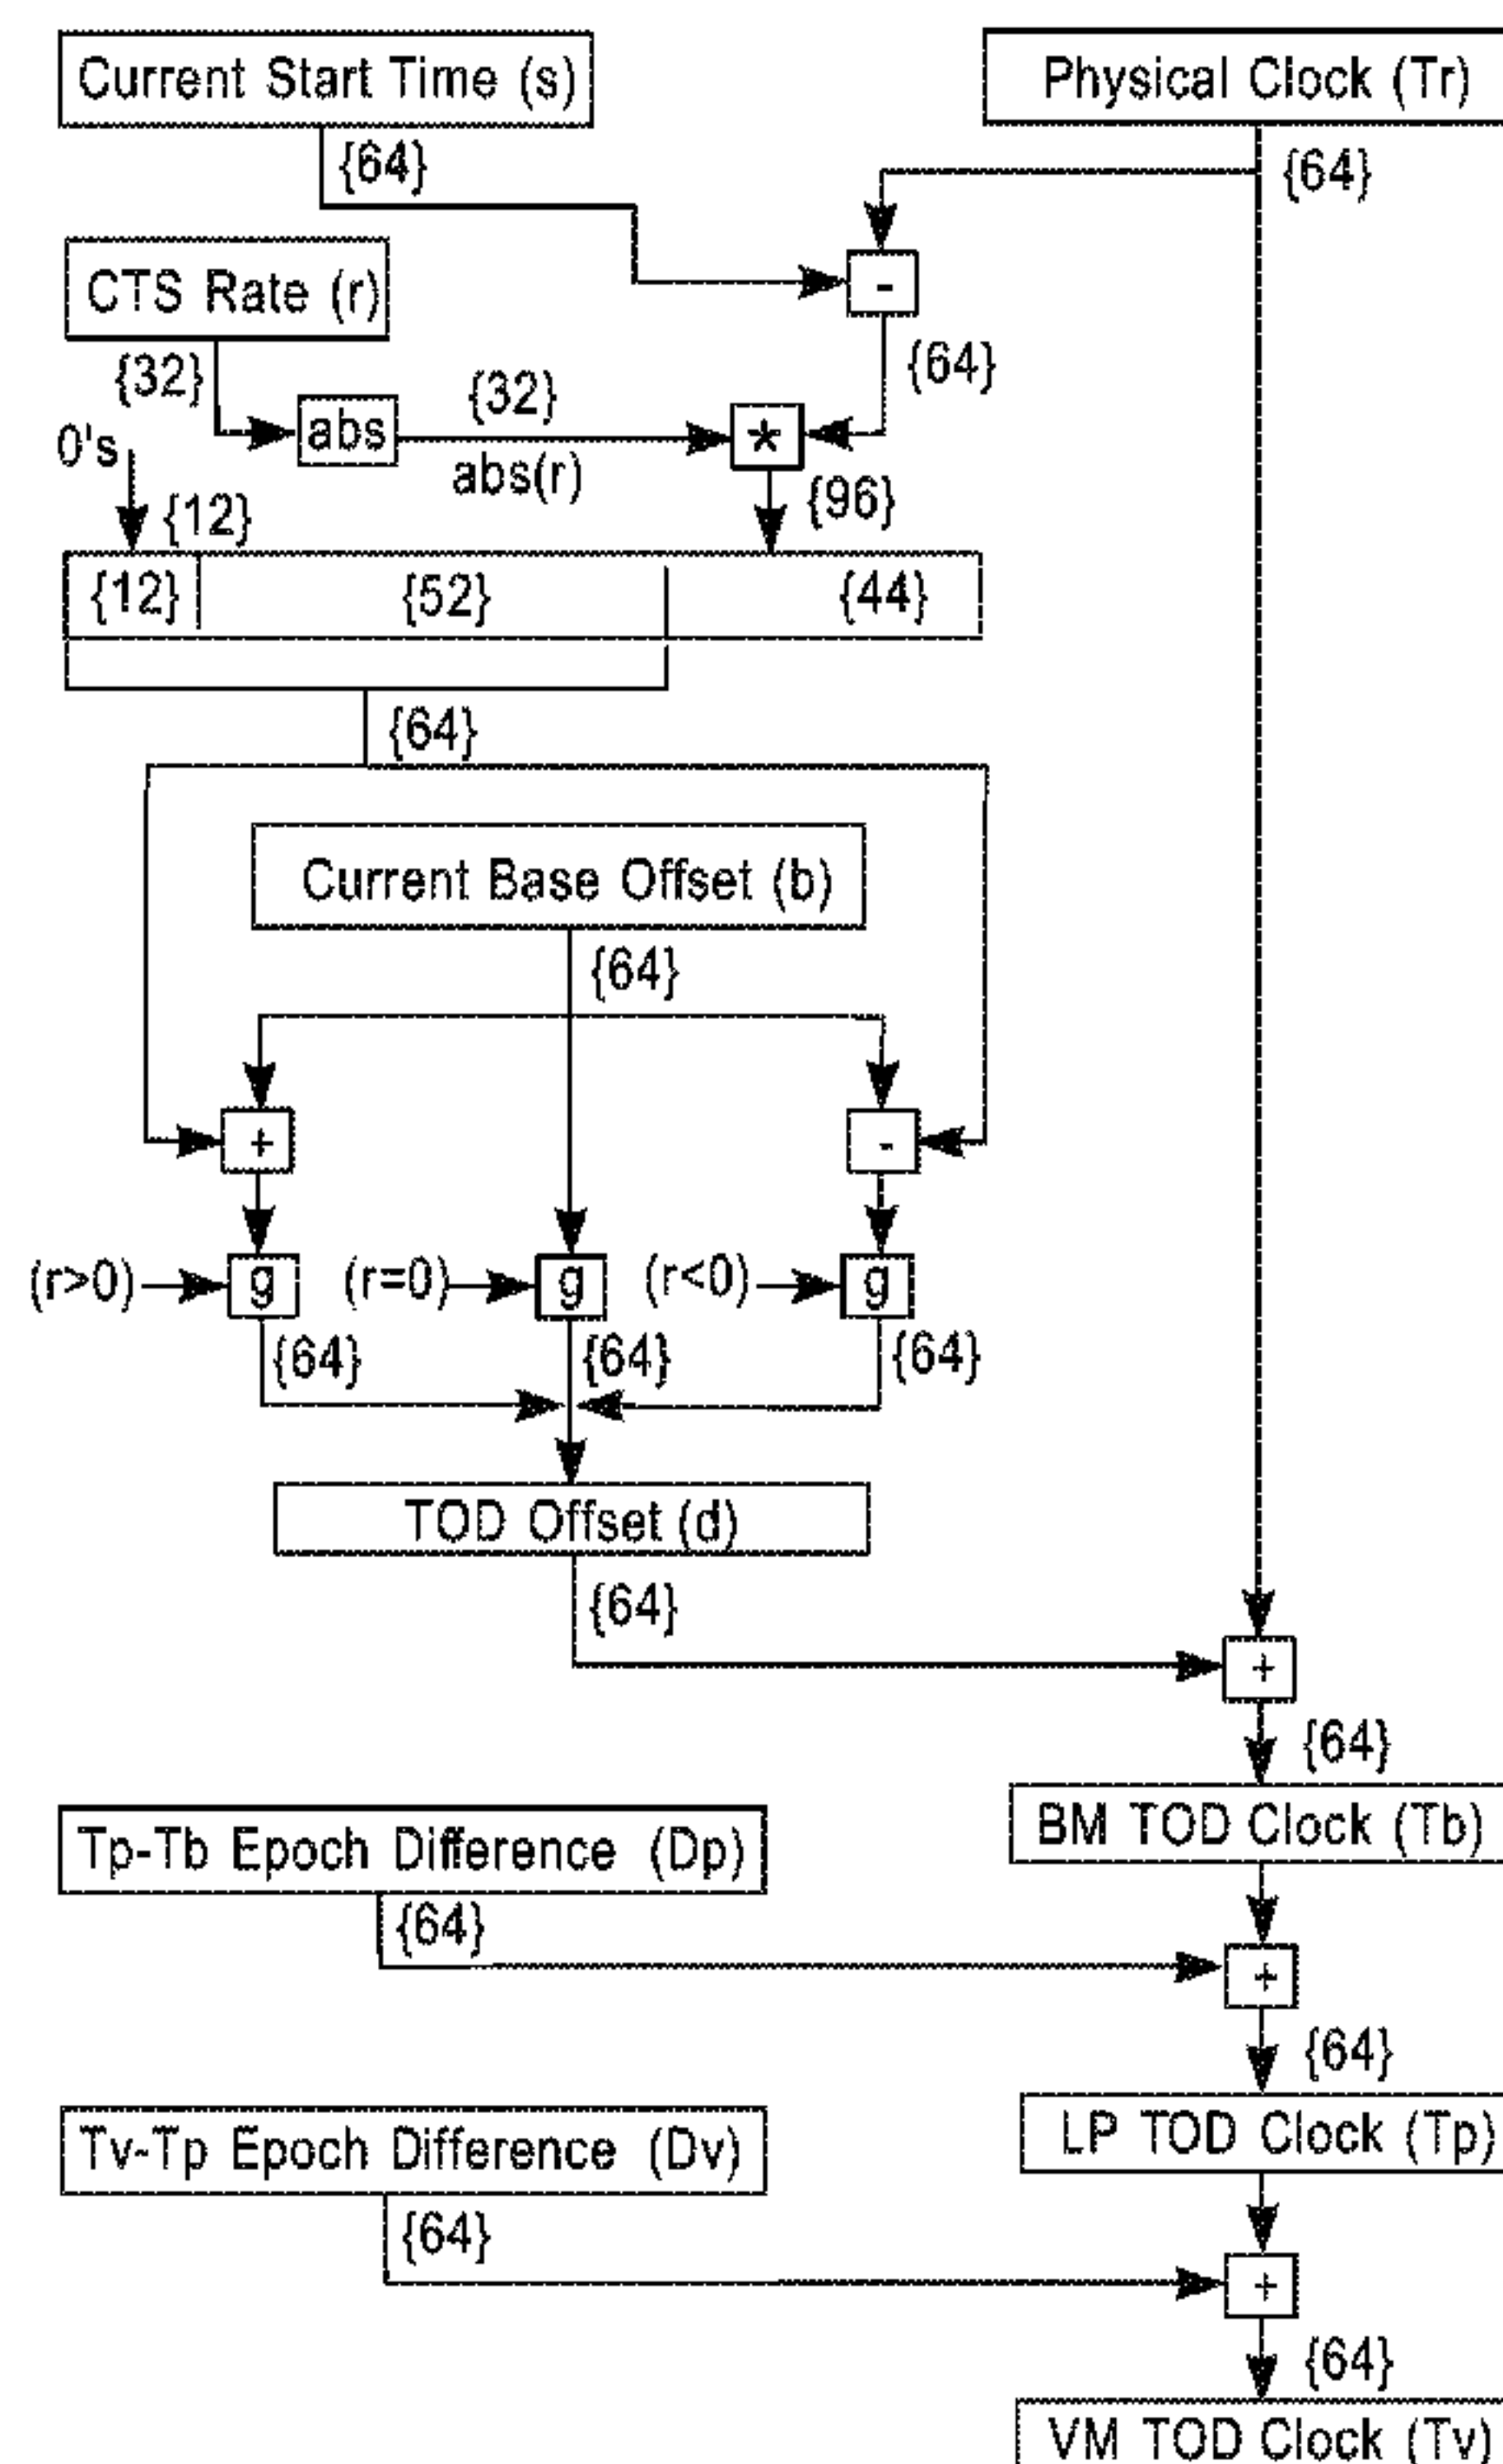 Current Start Time (s)
Physical Clock (Tr)
{64}
{64}
-
CTS Rate (r)
{32}
{64}
abs
{32}
abs(r)
*
0's
{12}
{96}
{12}
{52}
{44}
{64}
Current Base Offset (b)
{64}
+
-
(r>0)
g
(r=0)
g
(r<0)
g
{64}
{64}
{64}
TOD Offset (d)
{64}
+
{64}
BM TOD Clock (Tb)
Tp-Tb Epoch Difference (Dp)
{64}
+
{64}
LP TOD Clock (Tp)
Tv-Tp Epoch Difference (Dv)
{64}
+
{64}
VM TOD Clock (Tv)